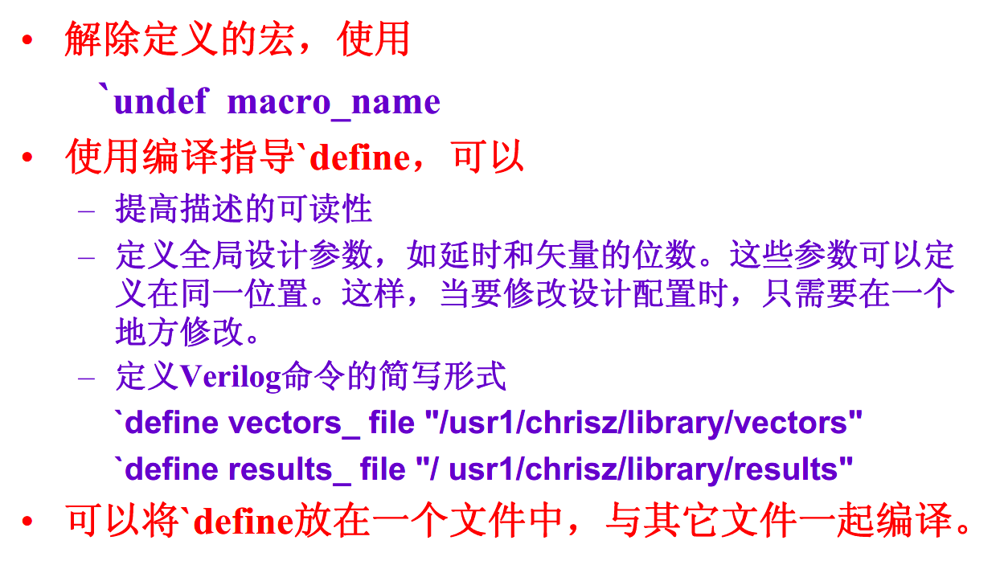 • 解除定义的宏，使用
`undef macro_name
• 使用编译指导`define，可以
– 提高描述的可读性
– 定义全局设计参数，如延时和矢量的位数。这些参数可以定
义在同一位置。这样，当要修改设计配置时，只需要在一个
地方修改。
– 定义Verilog命令的简写形式
`define vectors_ file "/usr1/chrisz/library/vectors"
`define results_ file "/ usr1/chrisz/library/results"
• 可以将`define放在一个文件中，与其它文件一起编译。